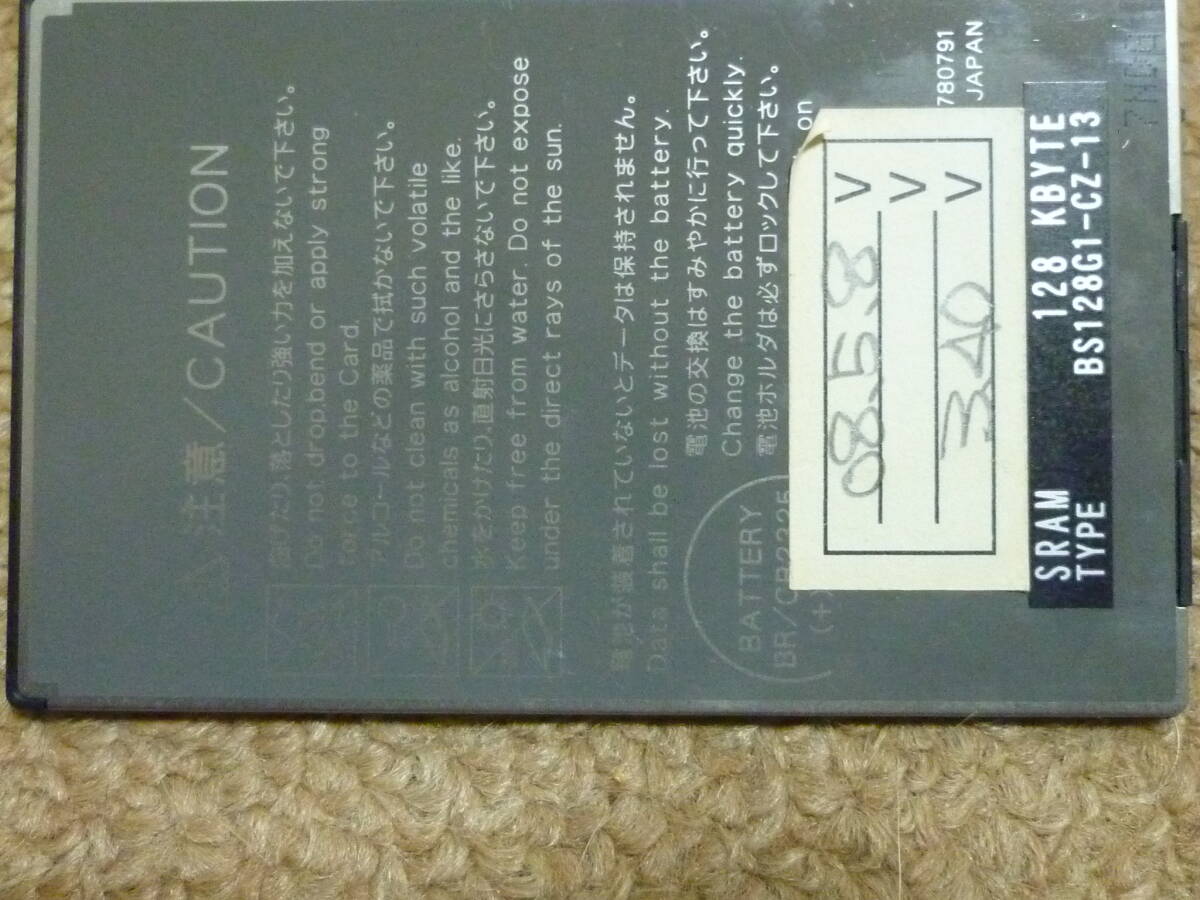 注意/CAUTION
曲げたり、落としたり強い力を加えないで下さい。
Do not drop,bend or apply strong
force to the Card.
アルコールなどの薬品で拭かないで下さい。
Do not clean with such volatile
chemicals as alcohol and the like.
水をかけたり、直射日光にさらさないで下さい。
Keep free from water. Do not expose
under the direct rays of the sun.
電池が装着されていないとデータは保持されません。
Data shall be lost without the battery.
電池の交換はすみやかに行って下さい。
Change the battery quickly.
電池ホルダは必ずロックして下さい。
on
BATTERY
BR/CR2325
(+)
780791
JAPAN
08.5.8 V
V
3.40 V
SRAM 128 KBYTE
TYPE BS128G1-CZ-13